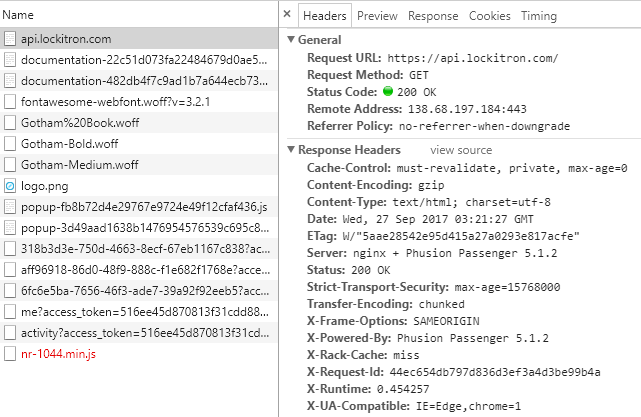 Name
api.lockitron.com
documentation-22c51d073fa22484679d0ae5...
documentation-482db4f7c9ad1b7a644ecb73...
fontawesome-webfont.woff?v=3.2.1
Gotham%20Book.woff
Gotham-Bold.woff
Gotham-Medium.woff
logo.png
popup-fb8b72d4e29767e9724e49f12cfaf436.js
popup-3d49aad1638b1476954576539c695c8...
318b3d3e-750d-4663-8ecf-67eb1167c838?ac...
aff96918-86d0-48f9-888c-f1e682f1768e?acce...
6fc6e5ba-7656-46f3-ade7-39a92f92eeb5?acc...
me?access_token=516ee45d870813f31cdd88...
activity?access_token=516ee45d870813f31cd...
nr-1044.min.js
× Headers Preview Response Cookies Timing
General
Request URL: https://api.lockitron.com/
Request Method: GET
Status Code: 200 OK
Remote Address: 138.68.197.184:443
Referrer Policy: no-referrer-when-downgrade
Response Headers view source
Cache-Control: must-revalidate, private, max-age=0
Content-Encoding: gzip
Content-Type: text/html; charset=utf-8
Date: Wed, 27 Sep 2017 03:21:27 GMT
ETag: W/"5aae28542e95d415a27a0293e817acfe"
Server: nginx + Phusion Passenger 5.1.2
Status: 200 OK
Strict-Transport-Security: max-age=15768000
Transfer-Encoding: chunked
X-Frame-Options: SAMEORIGIN
X-Powered-By: Phusion Passenger 5.1.2
X-Rack-Cache: miss
X-Request-Id: 44ec654db797d836d3ef3a4d3be99b4a
X-Runtime: 0.454257
X-UA-Compatible: IE=Edge,chrome=1